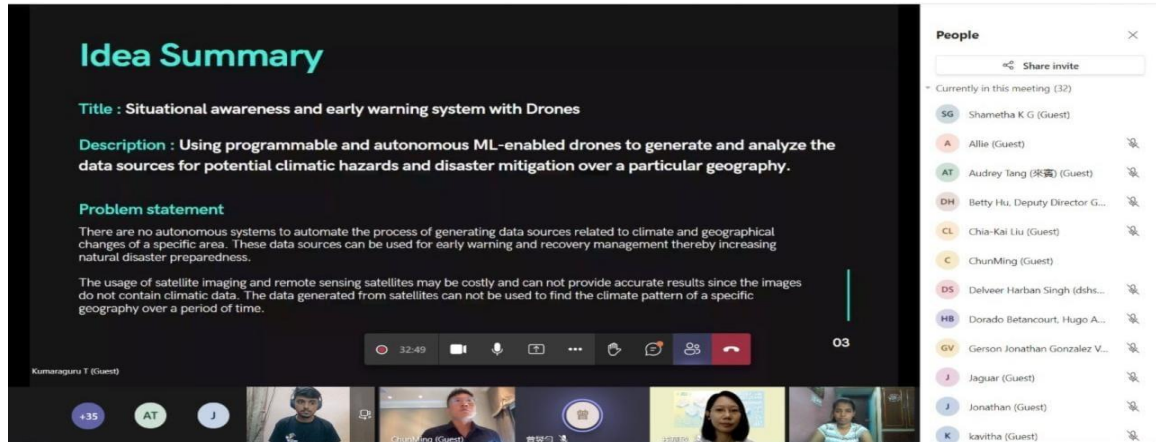 Idea Summary
Title : Situational awareness and early warning system with Drones
Description : Using programmable and autonomous ML-enabled drones to generate and analyze the
data sources for potential climatic hazards and disaster mitigation over a particular geography.
Problem statement
There are no autonomous systems to automate the process of generating data sources related to climate and geographical
changes of a specific area. These data sources can be used for early warning and recovery management thereby increasing
natural disaster preparedness.
The usage of satellite imaging and remote sensing satellites may be costly and can not provide accurate results since the images
do not contain climatic data. The data generated from satellites can not be used to find the climate pattern of a specific
geography over a period of time.
32:49
03
Kumaraguru T (Guest)
+35
AT
J
ChunMing (Guest)
曾
People
Share invite
Currently in this meeting (32)
SG Shametha K G (Guest)
A Allie (Guest)
AT Audrey Tang (來賓) (Guest)
DH Betty Hu, Deputy Director G...
CL Chia-Kai Liu (Guest)
C ChunMing (Guest)
DS Delveer Harban Singh (dshs...
HB Dorado Betancourt, Hugo A...
GV Gerson Jonathan Gonzalez V...
J Jaguar (Guest)
J Jonathan (Guest)
K kavitha (Guest)